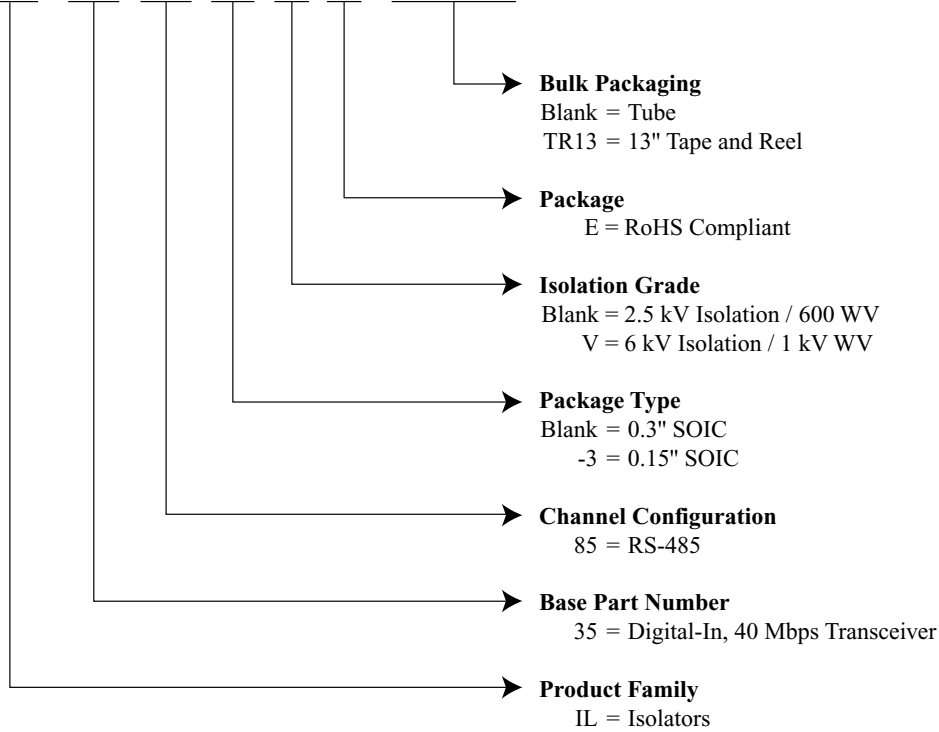 Bulk Packaging
Blank = Tube
TR13 = 13" Tape and Reel
Package
E = RoHS Compliant
Isolation Grade
Blank = 2.5 kV Isolation / 600 WV
V = 6 kV Isolation / 1 kV WV
Package Type
Blank = 0.3" SOIC
-3 = 0.15" SOIC
Channel Configuration
85 = RS-485
Base Part Number
35 = Digital-In, 40 Mbps Transceiver
Product Family
IL = Isolators